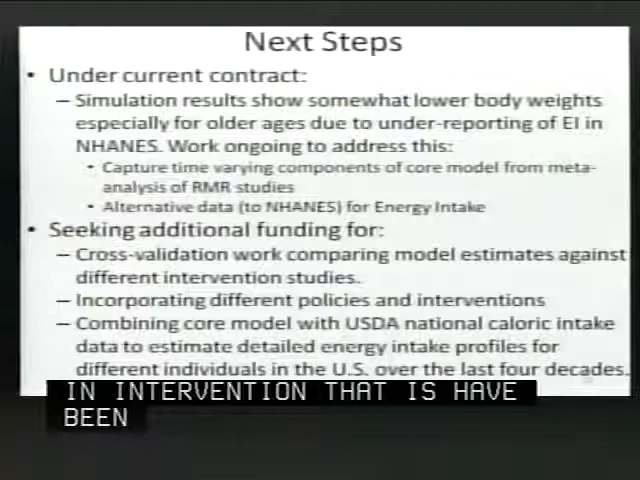 Next Steps
• Under current contract:
– Simulation results show somewhat lower body weights
especially for older ages due to under-reporting of EI in
NHANES. Work ongoing to address this:
• Capture time varying components of core model from meta-
analysis of RMR studies
• Alternative data (to NHANES) for Energy Intake
• Seeking additional funding for:
– Cross-validation work comparing model estimates against
different intervention studies.
– Incorporating different policies and interventions
– Combining core model with USDA national caloric intake
data to estimate detailed energy intake profiles for
different individuals in the U.S. over the last four decades.
IN INTERVENTION THAT IS HAVE
BEEN